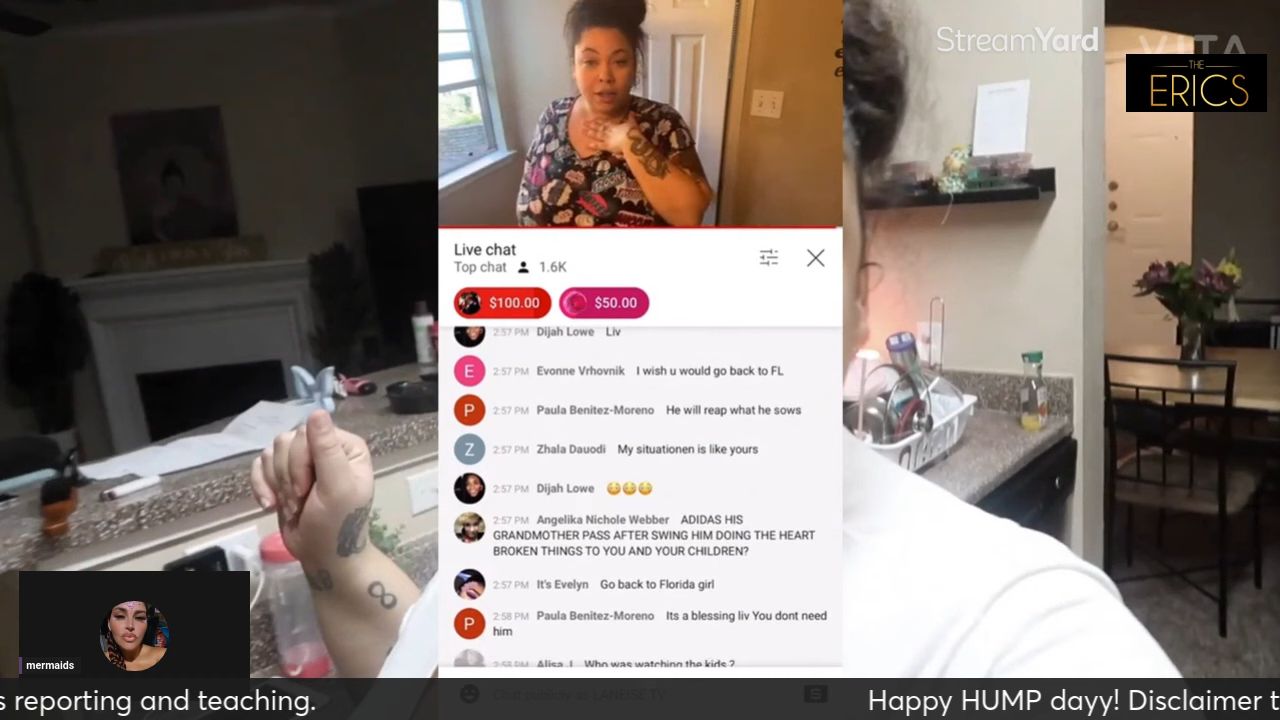 StreamYard
VITA
THE
ERICS
Live chat
Top chat 1.6K
$100.00 $50.00
2:57 PM Dijah Lowe Liv
E 2:57 PM Evonne Vrhovnik I wish u would go back to FL
P 2:57 PM Paula Benitez-Moreno He will reap what he sows
Z 2:57 PM Zhala Dauodi My situationen is like yours
2:57 PM Dijah Lowe 😳😳😳
2:57 PM Angelika Nichole Webber ADIDAS HIS
GRANDMOTHER PASS AFTER SWING HIM DOING THE HEART
BROKEN THINGS TO YOU AND YOUR CHILDREN?
2:57 PM It's Evelyn Go back to Florida girl
P 2:58 PM Paula Benitez-Moreno Its a blessing liv You dont need
him
2:58 PM Alisa J Who was watching the kids ?
mermaids
s reporting and teaching. Happy HUMP dayy! Disclaimer t